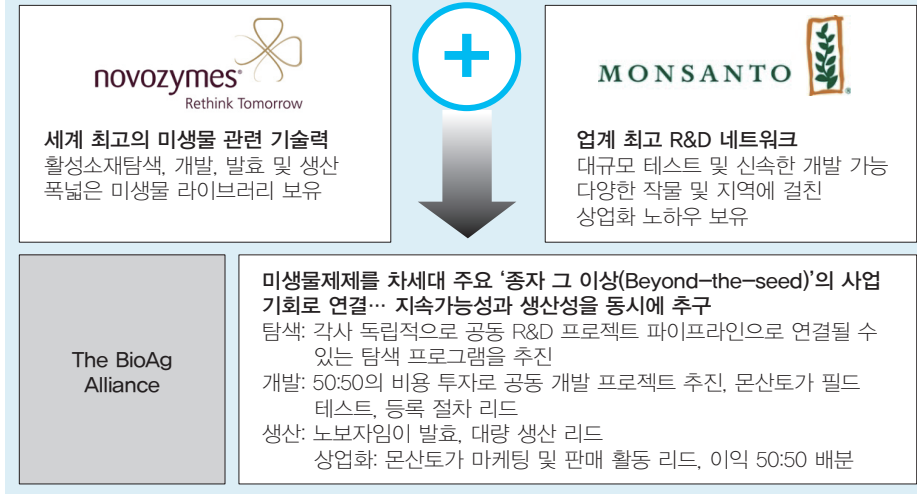 novozymes®
Rethink Tomorrow
세계 최고의 미생물 관련 기술력
활성소재탐색, 개발, 발효 및 생산
폭넓은 미생물 라이브러리 보유
+
MONSANTO ®
업계 최고 R&D 네트워크
대규모 테스트 및 신속한 개발 가능
다양한 작물 및 지역에 걸친
상업화 노하우 보유
The BioAg
Alliance
미생물제제를 차세대 주요 ‘종자 그 이상(Beyond-the-seed)’의 사업
기회로 연결… 지속가능성과 생산성을 동시에 추구
탐색: 각사 독립적으로 공동 R&D 프로젝트 파이프라인으로 연결될 수
있는 탐색 프로그램을 추진
개발: 50:50의 비용 투자로 공동 개발 프로젝트 추진, 몬산토가 필드
테스트, 등록 절차 리드
생산: 노보자임이 발효, 대량 생산 리드
상업화: 몬산토가 마케팅 및 판매 활동 리드, 이익 50:50 배분